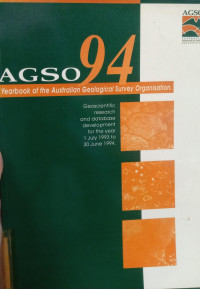 AGSO
AGSO94
Yearbook of the Australian Geological Survey Organisation
Geoscientific
research
and database
development
for the year
1 July 1993 to
30 June 1994.